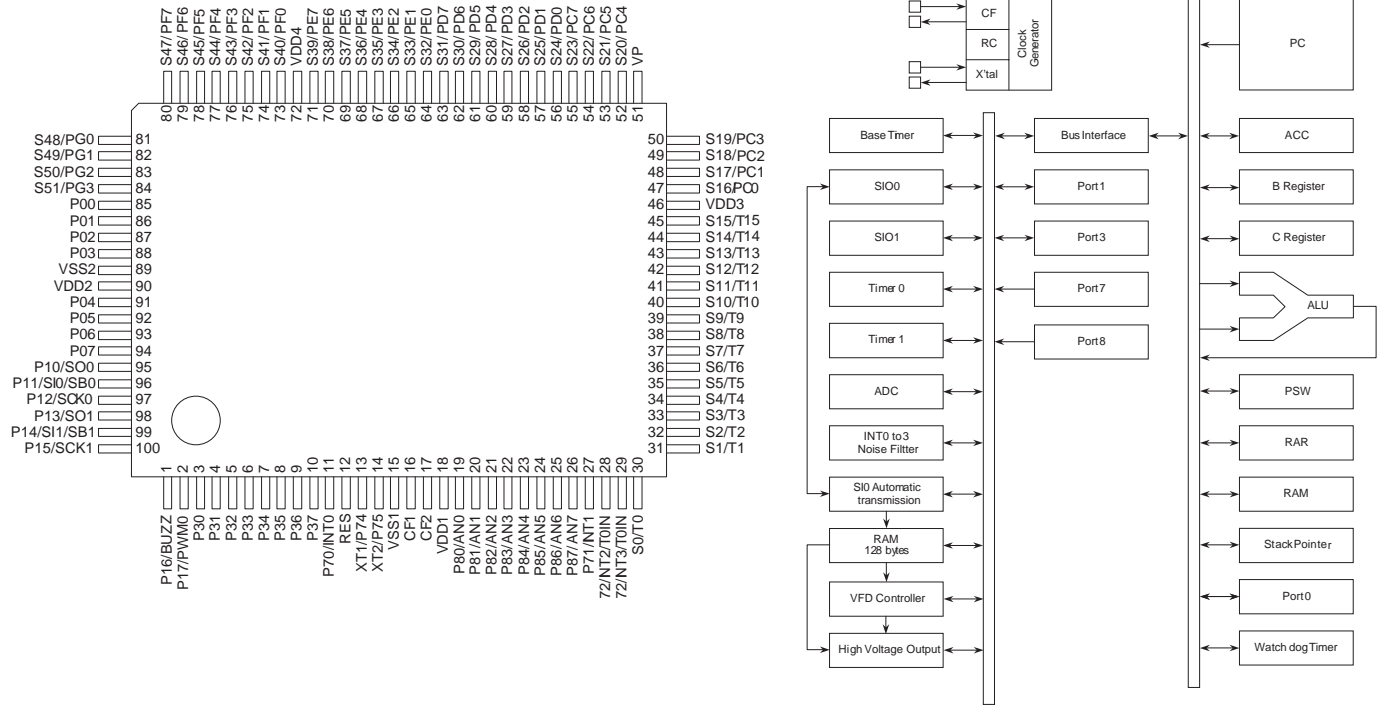 S47/PF7
S46/PF6
S45/PF5
S44/PF4
S43/PF3
S42/PF2
S41/PF1
S40/PF0
VDD4
S39/PE7
S38/PE6
S37/PE5
S36/PE4
S35/PE3
S34/PE2
S33/PE1
S32/PE0
S31/PD7
S30/PD6
S29/PD5
S28/PD4
S27/PD3
S26/PD2
S25/PD1
S24/PD0
S23/PC7
S22/PC6
S21/PC5
S20/PC4
VP
80
79
78
77
76
75
74
73
72
71
70
69
68
67
66
65
64
63
62
61
60
59
58
57
56
55
54
53
52
51
S48/PG0 81
S49/PG1 82
S50/PG2 83
S51/PG3 84
P00 85
P01 86
P02 87
P03 88
VSS2 89
VDD2 90
P04 91
P05 92
P06 93
P07 94
P10/SO0 95
P11/SI0/SB0 96
P12/SCK0 97
P13/SO1 98
P14/SI1/SB1 99
P15/SCK1 100
50 S19/PC3
49 S18/PC2
48 S17/PC1
47 S16/PC0
46 VDD3
45 S15/T15
44 S14/T14
43 S13/T13
42 S12/T12
41 S11/T11
40 S10/T10
39 S9/T9
38 S8/T8
37 S7/T7
36 S6/T6
35 S5/T5
34 S4/T4
33 S3/T3
32 S2/T2
31 S1/T1
1
2
3
4
5
6
7
8
9
10
11
12
13
14
15
16
17
18
19
20
21
22
23
24
25
26
27
28
29
30
P16/BUZZ
P17/PWM0
P30
P31
P32
P33
P34
P35
P36
P37
P70/INT0
RES
XT1/P74
XT2/P75
VSS1
CF1
CF2
VDD1
P80/AN0
P81/AN1
P82/AN2
P83/AN3
P84/AN4
P85/AN5
P86/AN6
P87/AN7
P71/NT1
72/NT2/T0IN
72/NT3/T0IN
S0/T0
CF
RC
X'tal
Clock
Generator
PC
Base Timer
SIO0
SIO1
Timer 0
Timer 1
ADC
INT0 to 3
Noise Filtter
SI0 Automatic
transmission
RAM
128 bytes
VFD Controller
High Voltage Output
Bus Interface
Port 1
Port 3
Port 7
Port 8
ACC
B Register
C Register
ALU
PSW
RAR
RAM
Stack Pointer
Port 0
Watch dog Timer